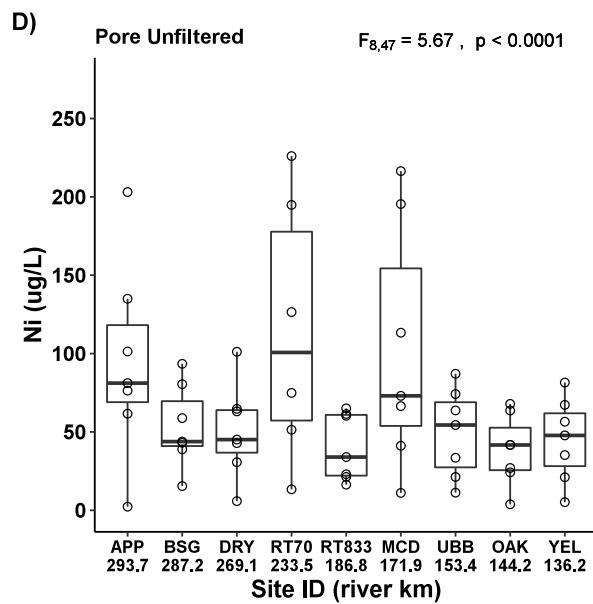 D)
Pore Unfiltered
F8,47 = 5.67 , p < 0.0001
Ni (ug/L)
250
200
150
100
50
0
APP BSG DRY RT70 RT833 MCD UBB OAK YEL
293.7 287.2 269.1 233.5 186.8 171.9 153.4 144.2 136.2
Site ID (river km)